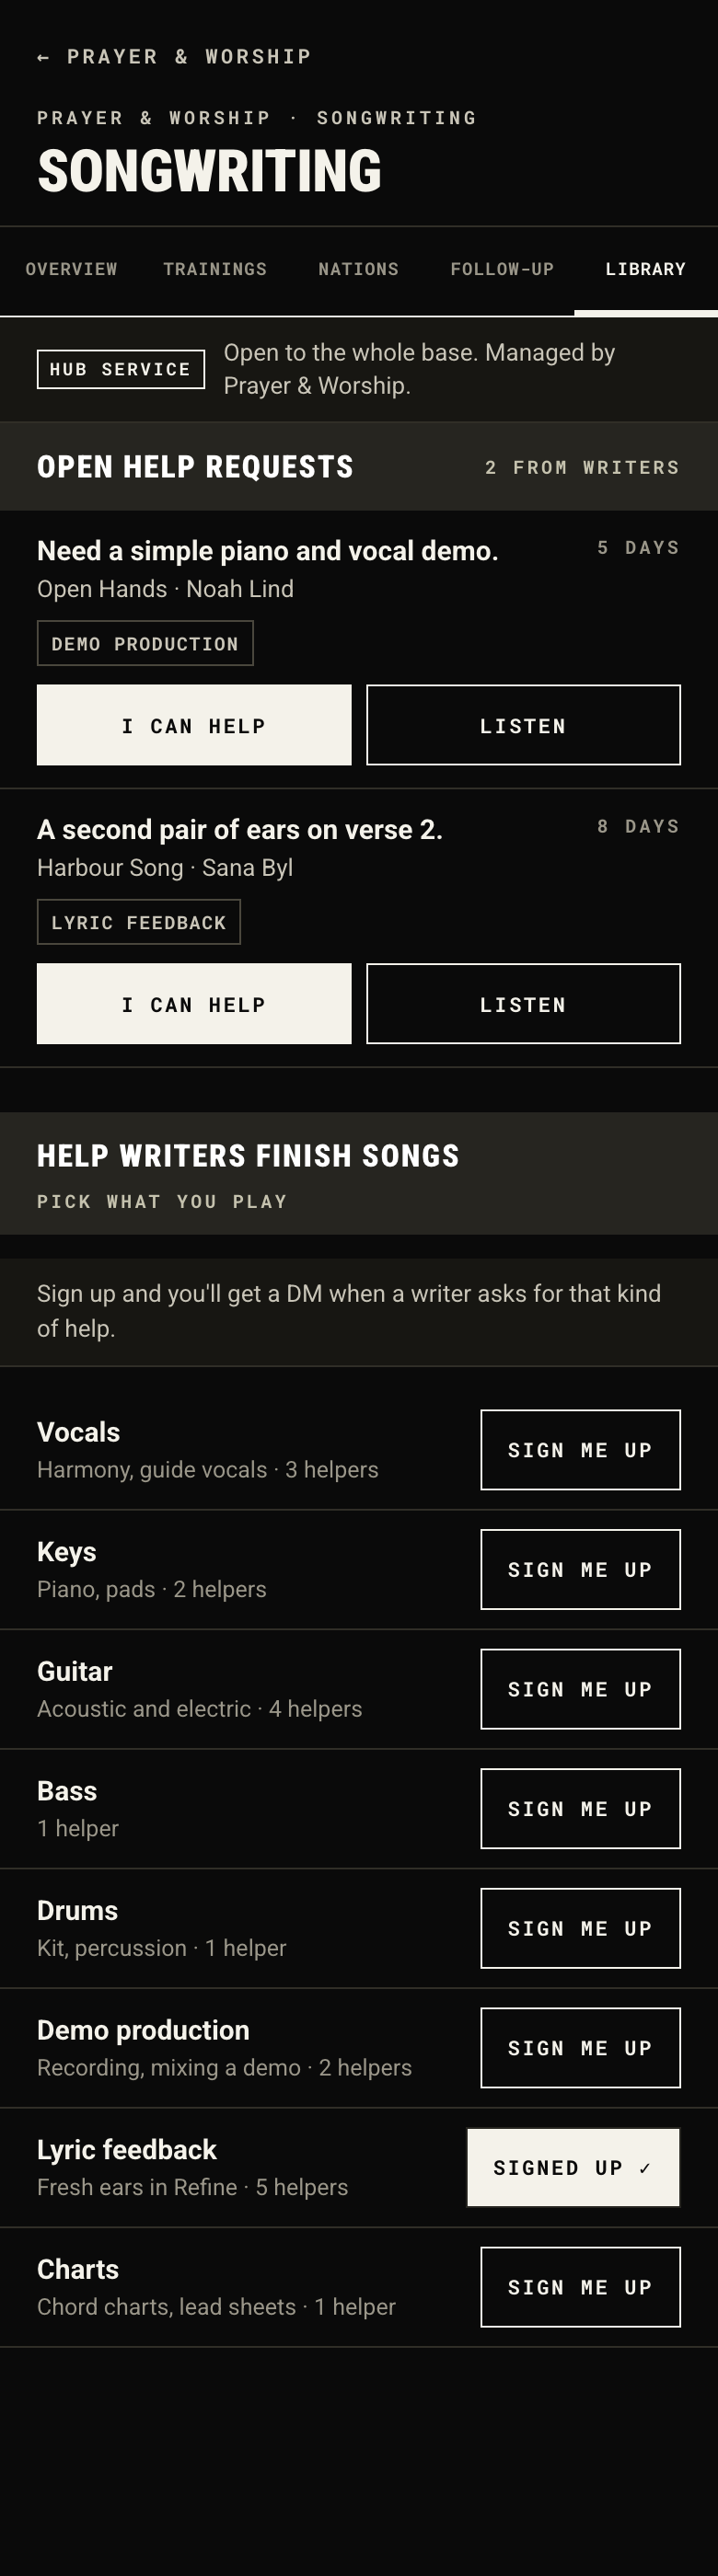 ← PRAYER & WORSHIP
PRAYER & WORSHIP · SONGWRITING
SONGWRITING
OVERVIEW TRAININGS NATIONS FOLLOW-UP LIBRARY
HUB SERVICE
Open to the whole base. Managed by
Prayer & Worship.
OPEN HELP REQUESTS
2 FROM WRITERS
Need a simple piano and vocal demo.
5 DAYS
Open Hands · Noah Lind
DEMO PRODUCTION
I CAN HELP
LISTEN
A second pair of ears on verse 2.
8 DAYS
Harbour Song · Sana Byl
LYRIC FEEDBACK
I CAN HELP
LISTEN
HELP WRITERS FINISH SONGS
PICK WHAT YOU PLAY
Sign up and you'll get a DM when a writer asks for that kind
of help.
Vocals
Harmony, guide vocals · 3 helpers
SIGN ME UP
Keys
Piano, pads · 2 helpers
SIGN ME UP
Guitar
Acoustic and electric · 4 helpers
SIGN ME UP
Bass
1 helper
SIGN ME UP
Drums
Kit, percussion · 1 helper
SIGN ME UP
Demo production
Recording, mixing a demo · 2 helpers
SIGN ME UP
Lyric feedback
Fresh ears in Refine · 5 helpers
SIGNED UP ✓
Charts
Chord charts, lead sheets · 1 helper
SIGN ME UP